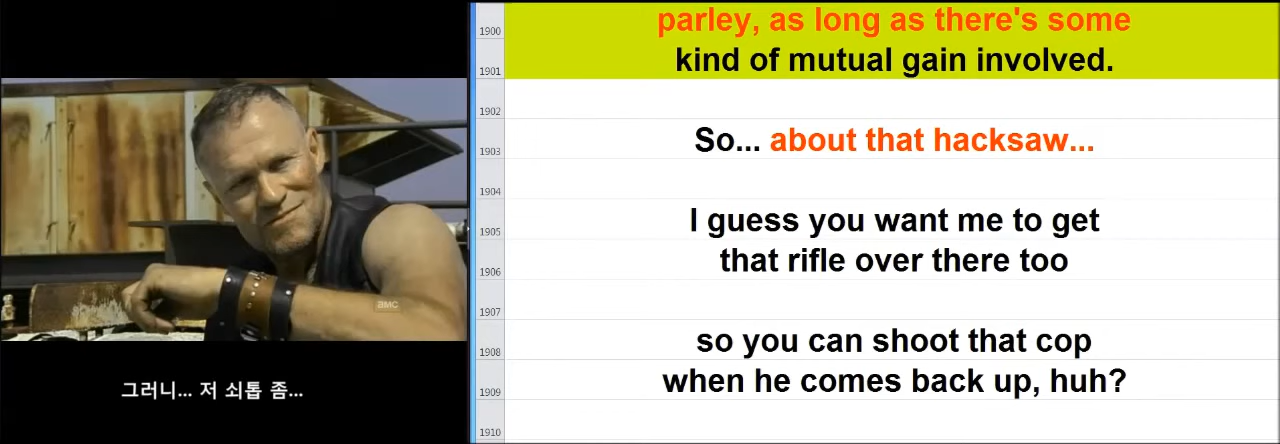 amc
그러니... 저 쇠톱 좀...
1900
parley, as long as there's some
1901
kind of mutual gain involved.
1902
1903
So... about that hacksaw...
1904
1905
I guess you want me to get
1906
that rifle over there too
1907
1908
so you can shoot that cop
1909
when he comes back up, huh?
1910